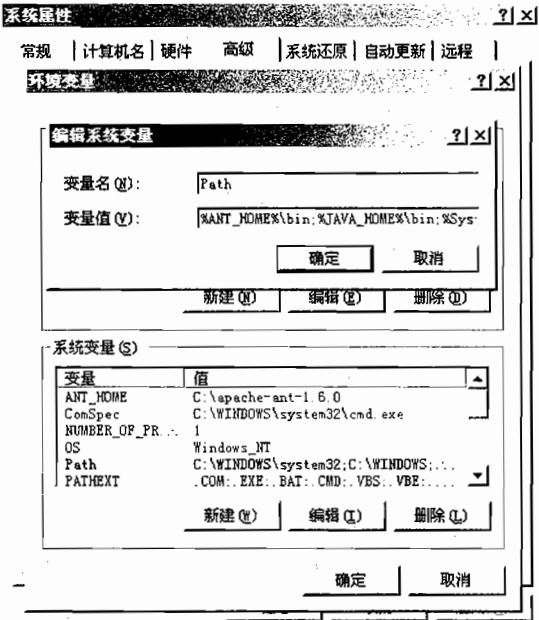 系统属性
常规 计算机名 硬件 高级 系统还原 自动更新 远程
环境变量
编辑系统变量
变量名(N): Path
变量值(V): %ANT_HOME%\bin;%JAVA_HOME%\bin;%Sys
确定 取消
新建(N) 编辑(E) 删除(D)
系统变量(S)
变量 值
ANT_HOME C:\apache-ant-1.6.0
ComSpec C:\WINDOWS\system32\cmd.exe
NUMBER_OF_PR... 1
OS Windows_NT
Path C:\WINDOWS\system32;C:\WINDOWS;...
PATHEXT .COM;.EXE;.BAT;.CMD;.VBS;.VBE;....
新建(W) 编辑(I) 删除(L)
确定 取消